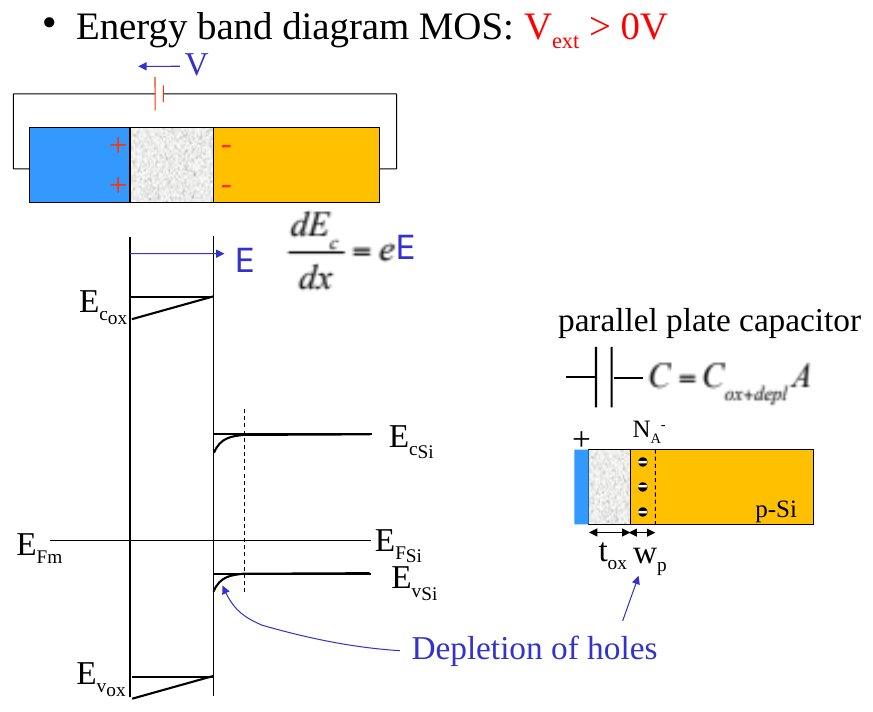 • Energy band diagram MOS: Vext > 0V
V
+ -
+ -
dEc/dx = eE
E
Ecox
parallel plate capacitor
C = Cox+deplA
EcSi
+ NA-
p-Si
EFm EFSi
tox wp
EvSi
Depletion of holes
Evox